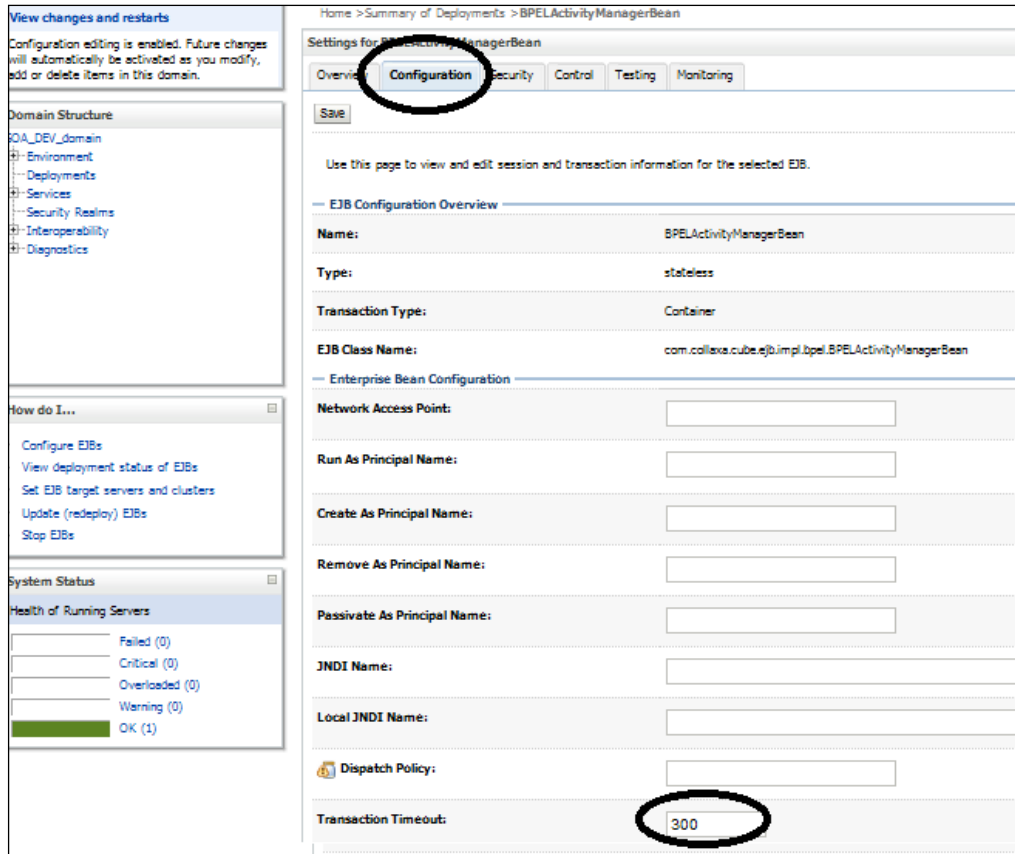 View changes and restarts
Configuration editing is enabled. Future changes
will automatically be activated as you modify,
add or delete items in this domain.
Domain Structure
SOA_DEV_domain
Environment
Deployments
Services
Security Realms
Interoperability
Diagnostics
How do I...
Configure EJBs
View deployment status of EJBs
Set EJB target servers and clusters
Update (redeploy) EJBs
Stop EJBs
System Status
Health of Running Servers
Failed (0)
Critical (0)
Overloaded (0)
Warning (0)
OK (1)
Home >Summary of Deployments >BPELActivityManagerBean
Settings for BPELActivityManagerBean
Overview Configuration Security Control Testing Monitoring
Save
Use this page to view and edit session and transaction information for the selected EJB.
EJB Configuration Overview
Name: BPELActivityManagerBean
Type: stateless
Transaction Type: Container
EJB Class Name: com.collaxa.cube.ejb.impl.bpel.BPELActivityManagerBean
Enterprise Bean Configuration
Network Access Point:
Run As Principal Name:
Create As Principal Name:
Remove As Principal Name:
Passivate As Principal Name:
JNDI Name:
Local JNDI Name:
Dispatch Policy:
Transaction Timeout: 300